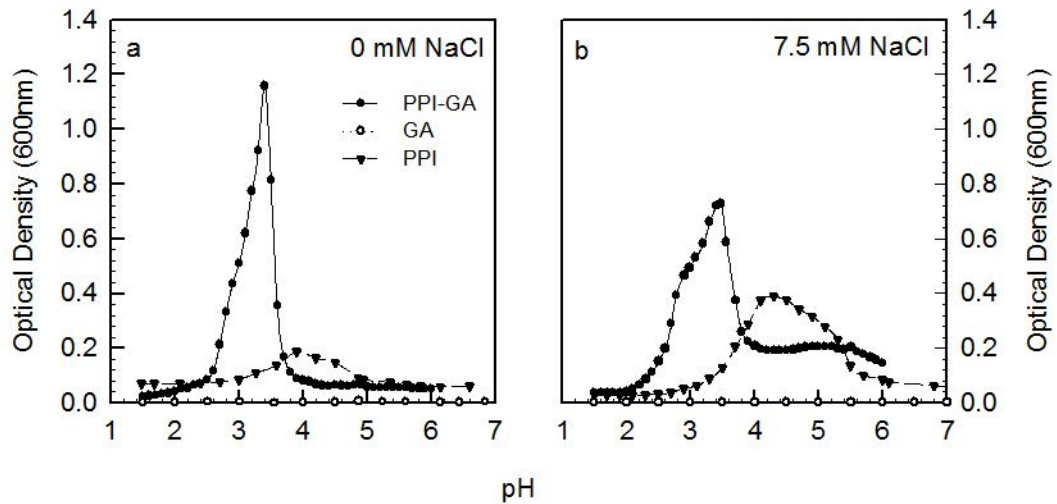 a
0 mM NaCl
PPI-GA
GA
PPI
Optical Density (600nm)
1.4
1.2
1.0
0.8
0.6
0.4
0.2
0.0
1 2 3 4 5 6 7
b
7.5 mM NaCl
1.4
1.2
1.0
0.8
0.6
0.4
0.2
0.0
Optical Density (600nm)
1 2 3 4 5 6 7
pH